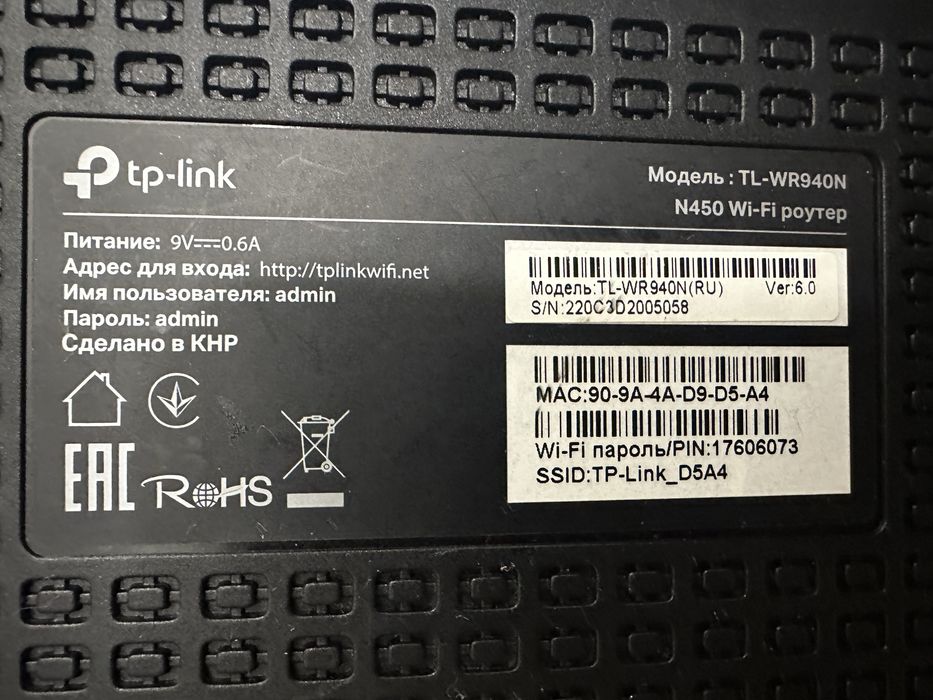 tp-link
Модель : TL-WR940N
N450 Wi-Fi роутер
Питание: 9V⎓0.6A
Адрес для входа: http://tplinkwifi.net
Имя пользователя: admin
Пароль: admin
Сделано в КНР
Модель:TL-WR940N(RU) Ver:6.0
S/N:220C3D2005058
MAC:90-9A-4A-D9-D5-A4
Wi-Fi пароль/PIN:17606073
SSID:TP-Link_D5A4
EAC
RoHS